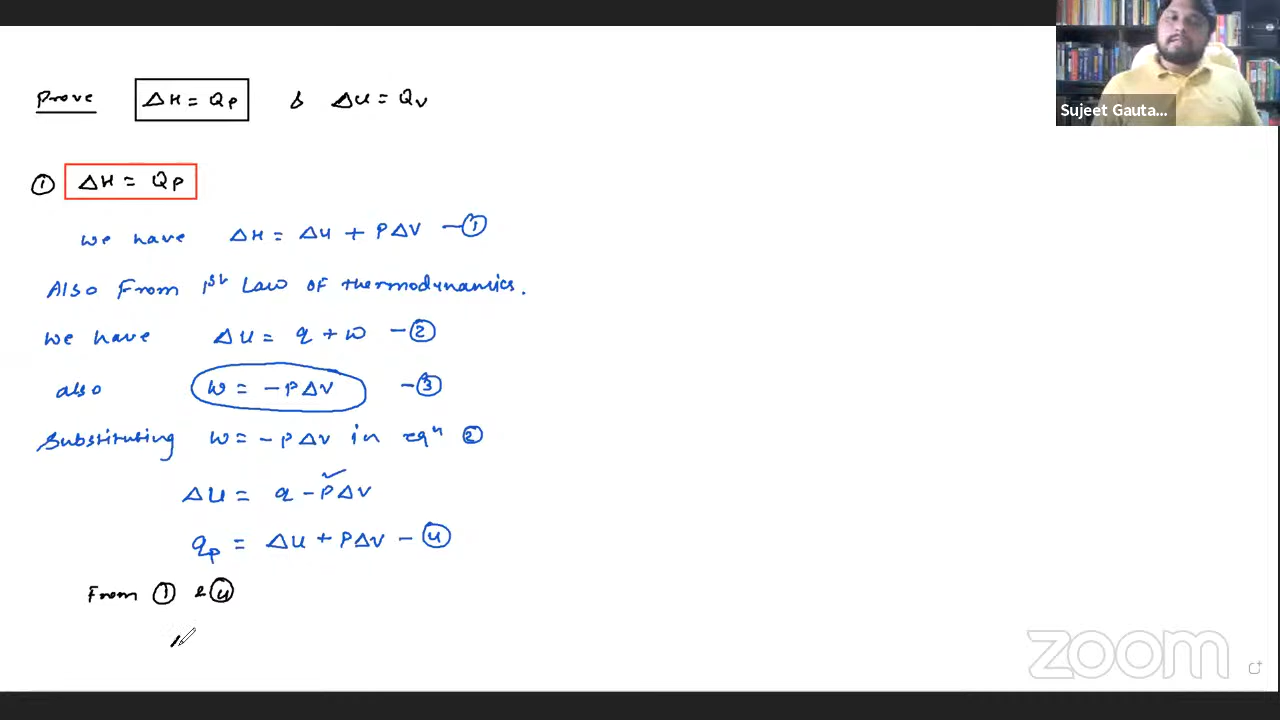 Prove ΔH = Qp & ΔU = Qv
Sujeet Gauta...
① ΔH = Qp
We have ΔH = ΔU + PΔV —①
Also From 1st Law OF thermodynamics.
We have ΔU = q + w —②
also w = -PΔV —③
Substituting w = -PΔV in eqn ②
ΔU = q - PΔV
qp = ΔU + PΔV - ④
From ① & ④
zoom